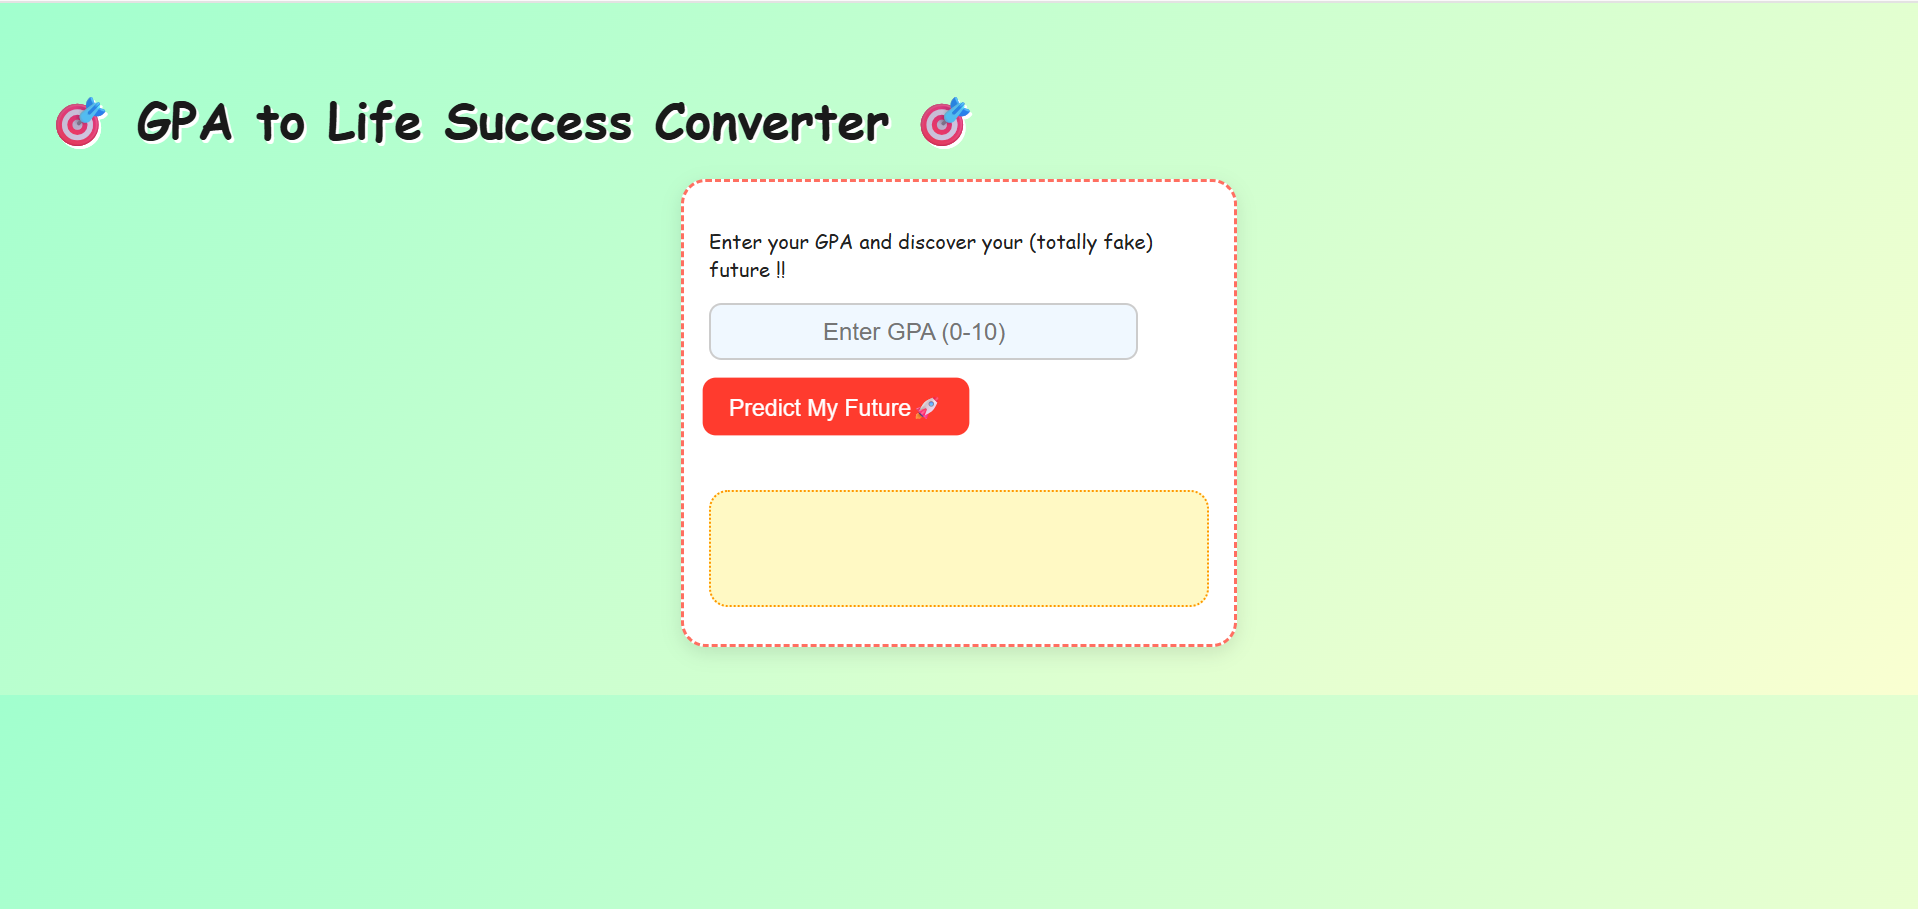 🎯 GPA to Life Success Converter 🎯
Enter your GPA and discover your (totally fake)
future !!
Enter GPA (0-10)
Predict My Future🚀